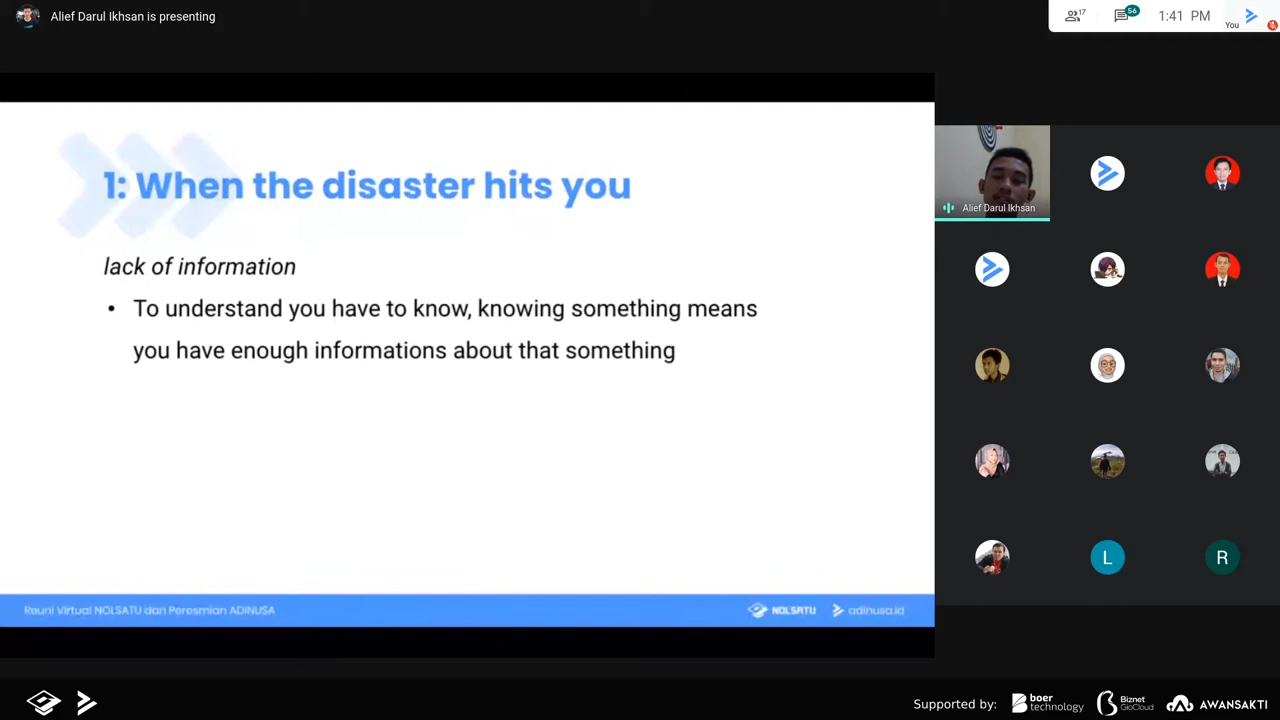 Alief Darul Ikhsan is presenting
17
56
1:41 PM
You
1: When the disaster hits you
lack of information
• To understand you have to know, knowing something means
you have enough informations about that something
Alief Darul Ikhsan
L
R
Reuni Virtual NOLSATU dan Peresmian ADINUSA
NOLSATU
adinusa.id
Supported by:
boer
technology
Biznet
GioCloud
AWANSAKTI